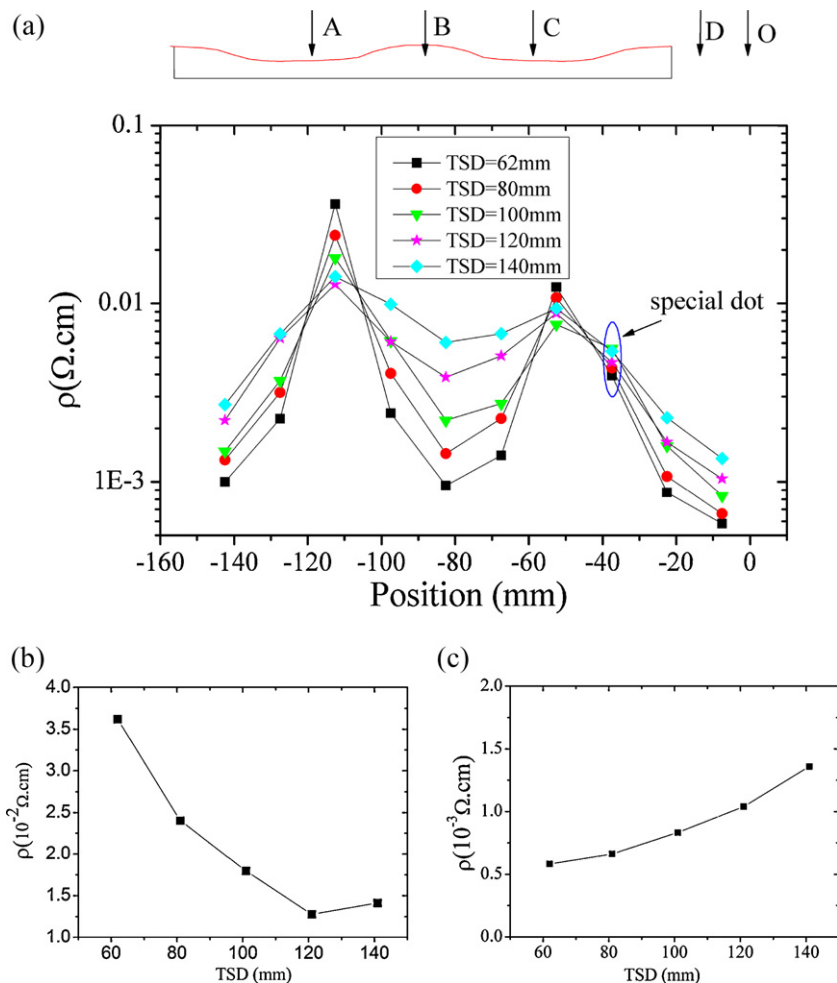 (a)
A B C D O
0.1
0.01
1E-3
ρ(Ω.cm)
TSD=62mm
TSD=80mm
TSD=100mm
TSD=120mm
TSD=140mm
special dot
-160 -140 -120 -100 -80 -60 -40 -20 0
Position (mm)
(b)
4.0
3.5
3.0
2.5
2.0
1.5
1.0
ρ(10⁻²Ω.cm)
60 80 100 120 140
TSD (mm)
(c)
2.0
1.5
1.0
0.5
0.0
ρ(10⁻³Ω.cm)
60 80 100 120 140
TSD (mm)